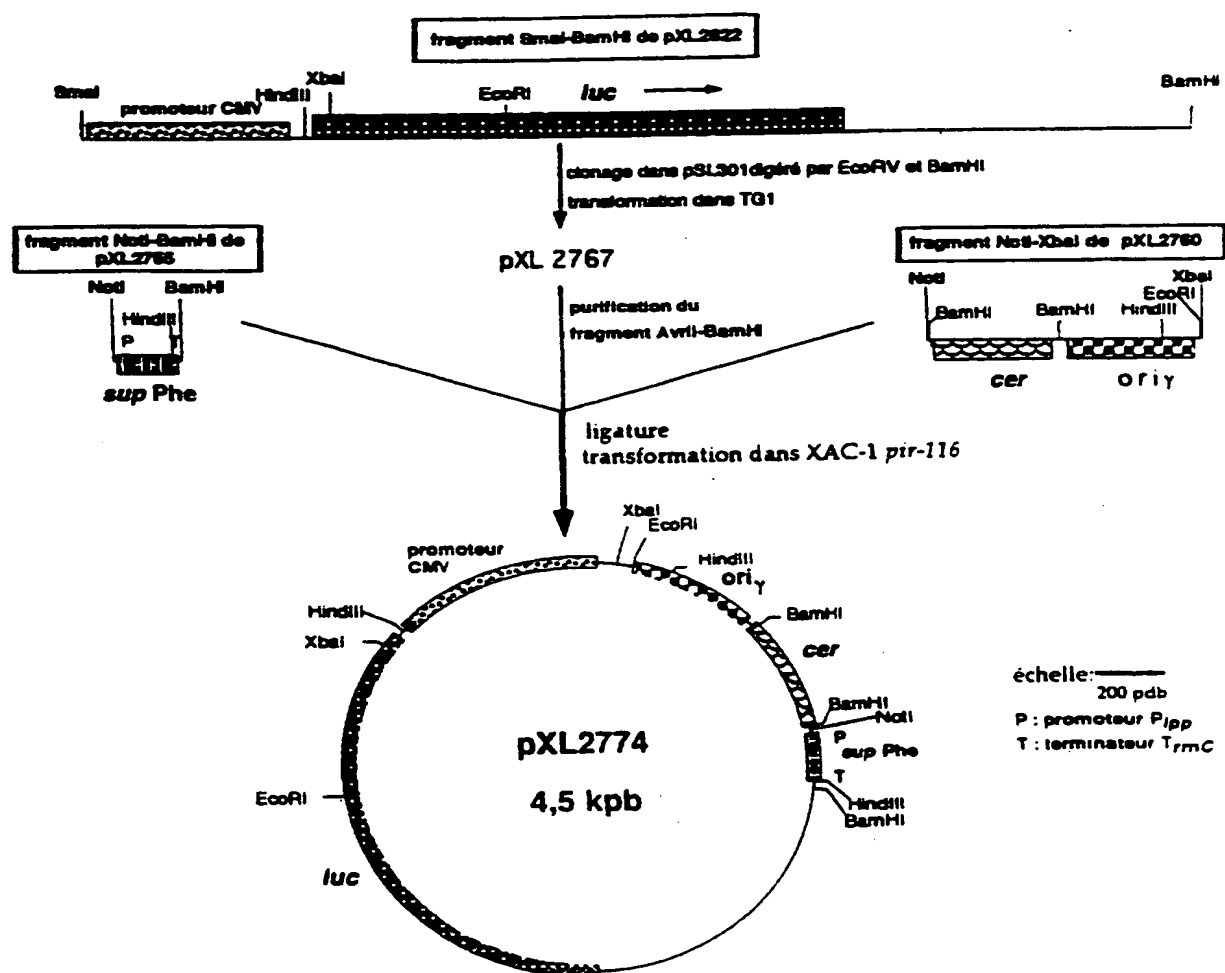 fragment SmaI-BamHI de pXL2622
SmaI
promoteur CMV
HindIII
XbaI
EcoRI
luc
BamHI
clonage dans pSL301digéré par EcoRV et BamHI
transformation dans TG1
fragment NotI-BamHI de
pXL2766
NotI
BamHI
HindIII
P
T
sup Phe
pXL 2767
fragment NotI-XbaI de pXL2760
NotI
BamHI
BamHI
HindIII
EcoRI
XbaI
cer
ori γ
purification du
fragment AvrII-BamHI
ligature
transformation dans XAC-1 pir-116
promoteur
CMV
XbaI
EcoRI
HindIII
ori γ
BamHI
cer
BamHI
NotI
P
sup Phe
T
HindIII
BamHI
HindIII
XbaI
EcoRI
luc
pXL2774
4,5 kpb
échelle:
200 pdb
P : promoteur Plpp
T : terminateur TrrnC